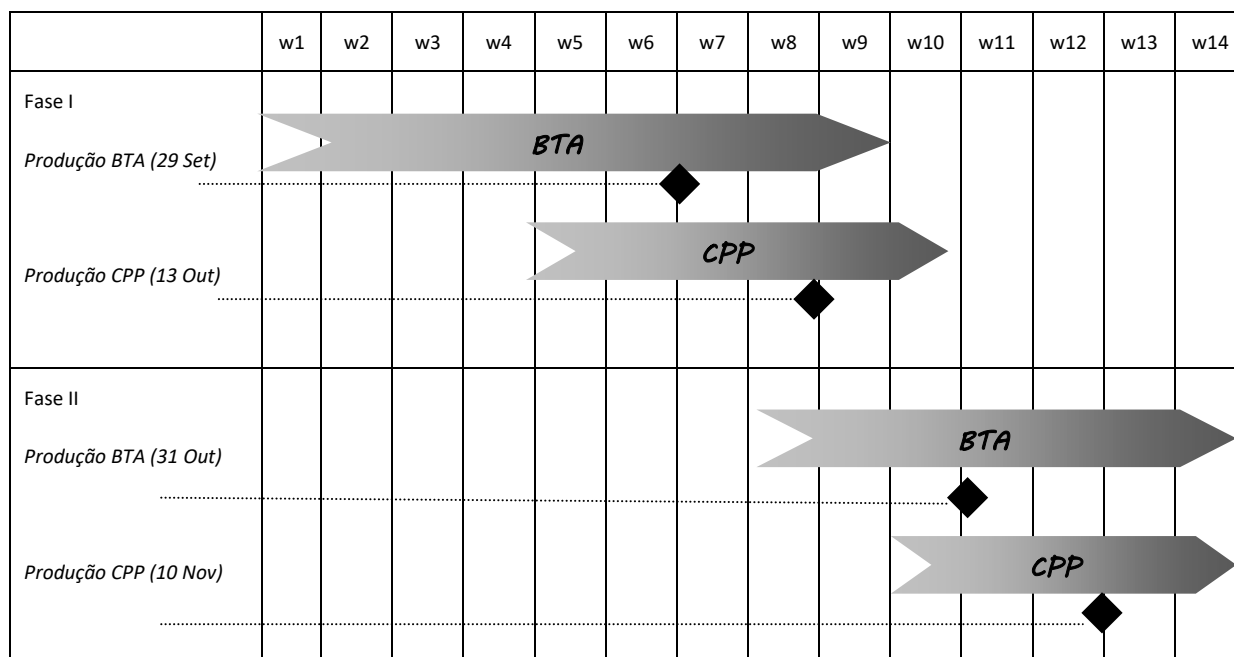 w1 w2 w3 w4 w5 w6 w7 w8 w9 w10 w11 w12 w13 w14
Fase I
BTA
Produção BTA (29 Set)
CPP
Produção CPP (13 Out)
Fase II
BTA
Produção BTA (31 Out)
CPP
Produção CPP (10 Nov)